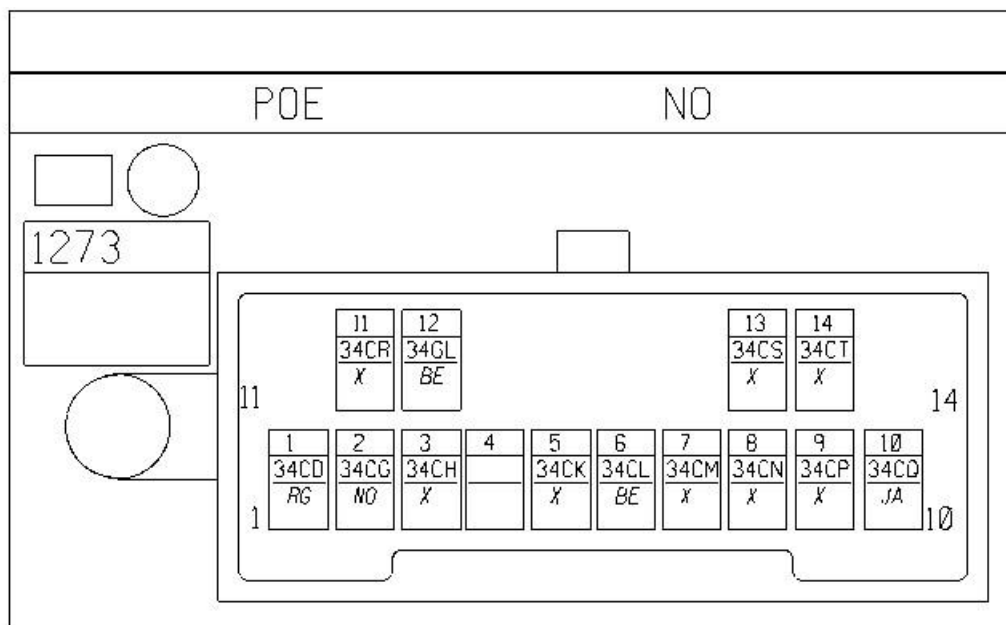 POE NO
1273
11 12 13 14
34CR 34GL 34CS 34CT
X BE X X
11 14
1 2 3 4 5 6 7 8 9 10
34CD 34CG 34CH 34CK 34CL 34CM 34CN 34CP 34CQ
RG NO X X BE X X X JA
1 10